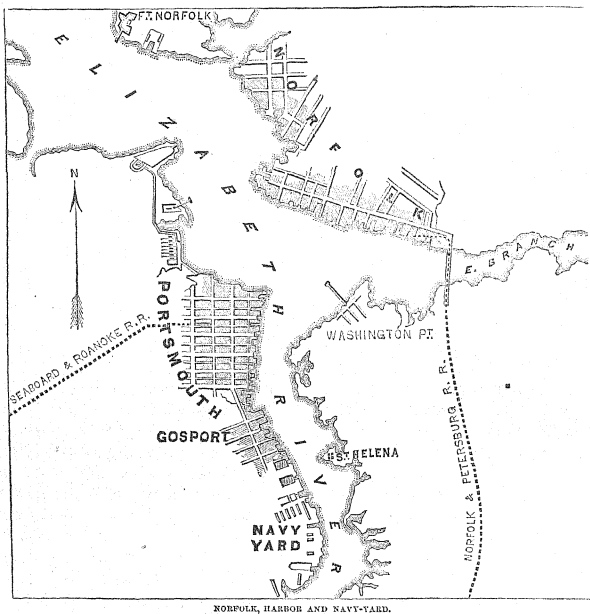 FT. NORFOLK
NORFOLK
ELIZABETH RIVER
N
E. BRANCH
PORTSMOUTH
WASHINGTON PT.
SEABOARD & ROANOKE R.R.
GOSPORT
ST HELENA
NORFOLK & PETERSBURG R. R.
NAVY
YARD
NORFOLK, HARBOR AND NAVY-YARD.